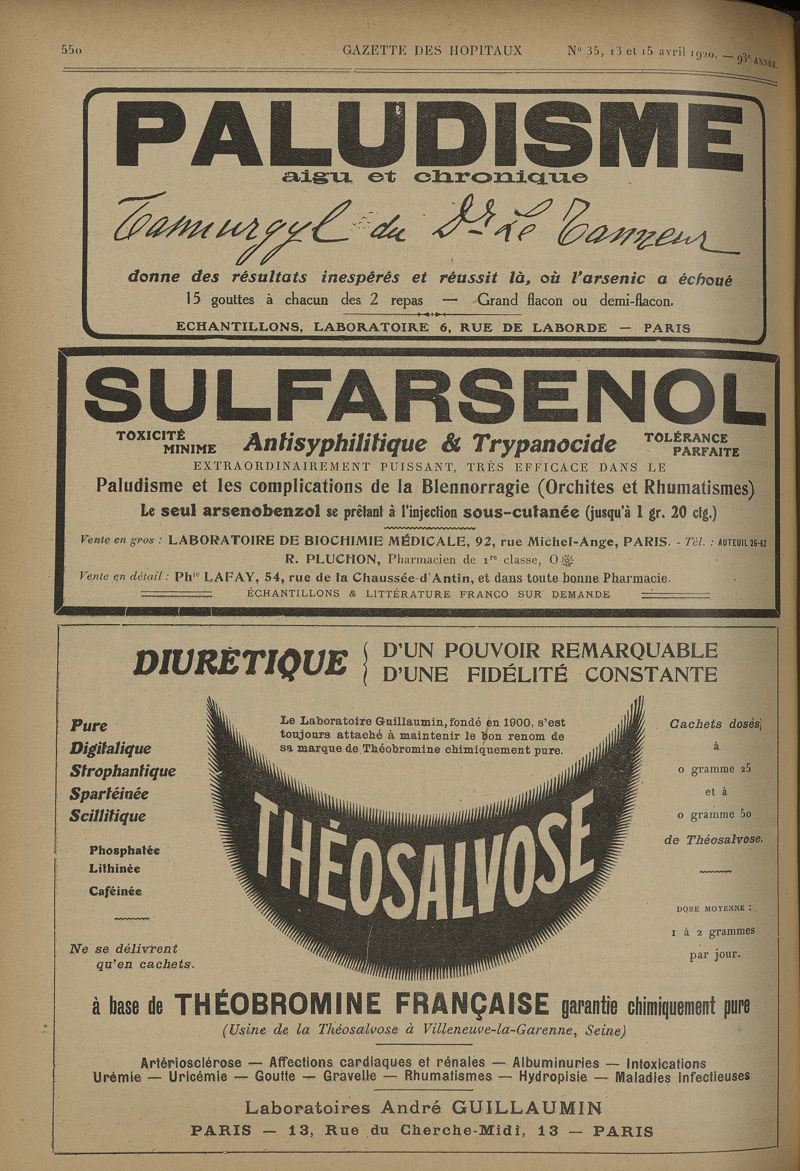 550 GAZETTE DES HOPITAUX Nº 35, 13 et 15 avril 1920. — 93e ANNÉE.
PALUDISME
aigu et chronique
Tannurgyl du Dr Le Tanneur
donne des résultats inespérés et réussit là, où l'arsenic a échoué
15 gouttes à chacun des 2 repas — Grand flacon ou demi-flacon.
ECHANTILLONS, LABORATOIRE 6, RUE DE LABORDE — PARIS
SULFARSENOL
TOXICITÉ MINIME Antisyphilitique & Trypanocide TOLÉRANCE PARFAITE
EXTRAORDINAIREMENT PUISSANT, TRÈS EFFICACE DANS LE
Paludisme et les complications de la Blennorragie (Orchites et Rhumatismes)
Le seul arsenobenzol se prêtant à l'injection sous-cutanée (jusqu'à 1 gr. 20 ctg.)
Vente en gros : LABORATOIRE DE BIOCHIMIE MÉDICALE, 92, rue Michel-Ange, PARIS. - Tél. : AUTEUIL 26-62
R. PLUCHON, Pharmacien de 1re classe, O
Vente en détail : Phie LAFAY, 54, rue de la Chaussée-d'Antin, et dans toute bonne Pharmacie.
ÉCHANTILLONS & LITTÉRATURE FRANCO SUR DEMANDE
DIURÉTIQUE { D'UN POUVOIR REMARQUABLE
D'UNE FIDÉLITÉ CONSTANTE
Le Laboratoire Guillaumin, fondé en 1900, s'est
toujours attaché à maintenir le bon renom de
sa marque de Théobromine chimiquement pure.
Pure
Digitalique
Strophantique
Spartéinée
Scillitique
Phosphatée
Lithinée
Caféinée
Ne se délivrent
qu'en cachets.
THÉOSALVOSE
Cachets dosés
à
0 gramme 25
et à
0 gramme 50
de Théosalvose.
DOSE MOYENNE :
1 à 2 grammes
par jour.
à base de THÉOBROMINE FRANÇAISE garantie chimiquement pure
(Usine de la Théosalvose à Villeneuve-la-Garenne, Seine)
Artériosclérose — Affections cardiaques et rénales — Albuminuries — Intoxications
Urémie — Uricémie — Goutte — Gravelle — Rhumatismes — Hydropisie — Maladies infectieuses
Laboratoires André GUILLAUMIN
PARIS — 13, Rue du Cherche-Midi, 13 — PARIS